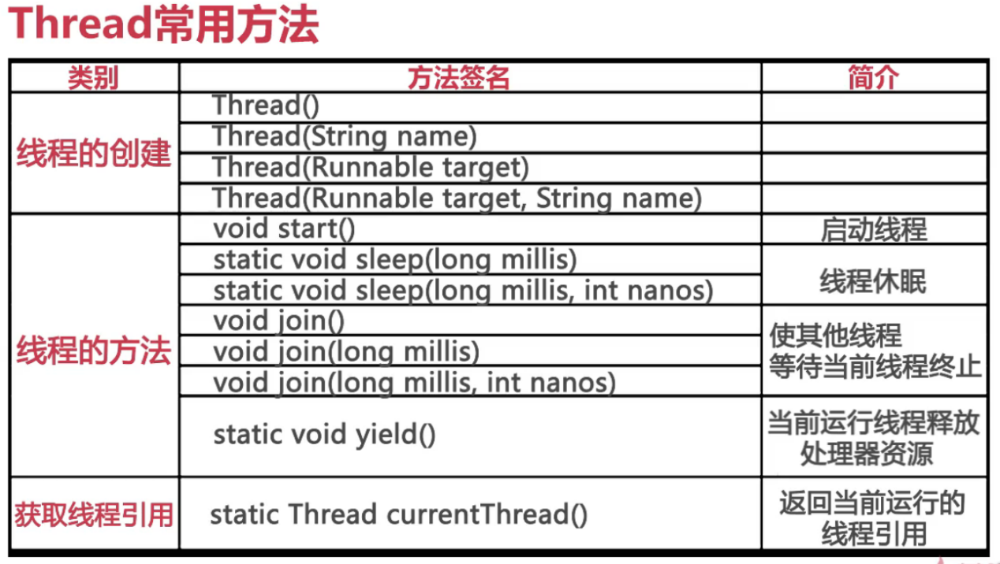 Thread常用方法
类别 方法签名 简介
线程的创建
Thread()
Thread(String name)
Thread(Runnable target)
Thread(Runnable target, String name)
线程的方法
void start() 启动线程
static void sleep(long millis)
static void sleep(long millis, int nanos)
线程休眠
void join()
void join(long millis)
void join(long millis, int nanos)
使其他线程
等待当前线程终止
static void yield()
当前运行线程释放
处理器资源
获取线程引用
static Thread currentThread()
返回当前运行的
线程引用